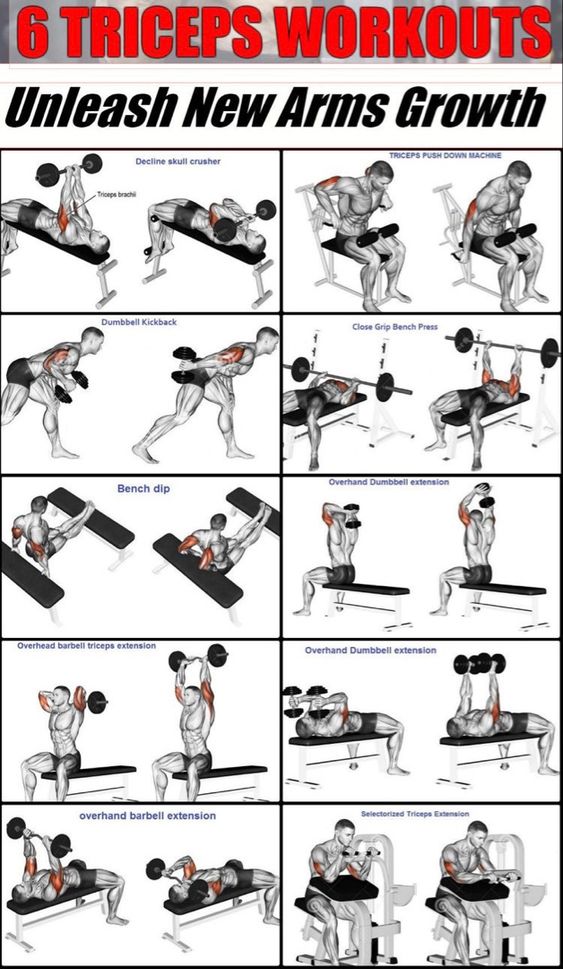 6 TRICEPS WORKOUTS
Unleash New Arms Growth
Decline skull crusher
Triceps brachii
TRICEPS PUSH DOWN MACHINE
Dumbbell Kickback
Close Grip Bench Press
Bench dip
Overhand Dumbbell extension
Overhead barbell triceps extension
Overhand Dumbbell extension
overhand barbell extension
Selectorized Triceps Extension